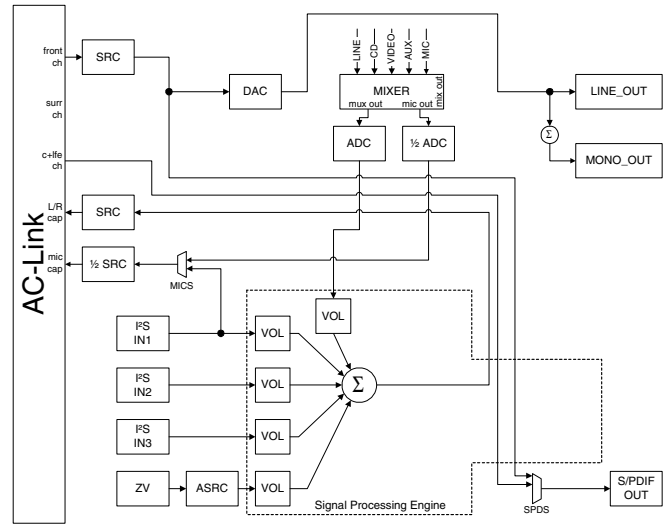 AC-Link
front
ch
SRC
surr
ch
c+lfe
ch
L/R
cap
SRC
mic
cap
½ SRC
MICS
DAC
LINE
CD
VIDEO
AUX
MIC
MIXER
mux out
mic out
mix out
ADC
½ ADC
LINE_OUT
Σ
MONO_OUT
I²S
IN1
VOL
VOL
I²S
IN2
VOL
Σ
I²S
IN3
VOL
ZV
ASRC
VOL
Signal Processing Engine
SPDS
S/PDIF
OUT